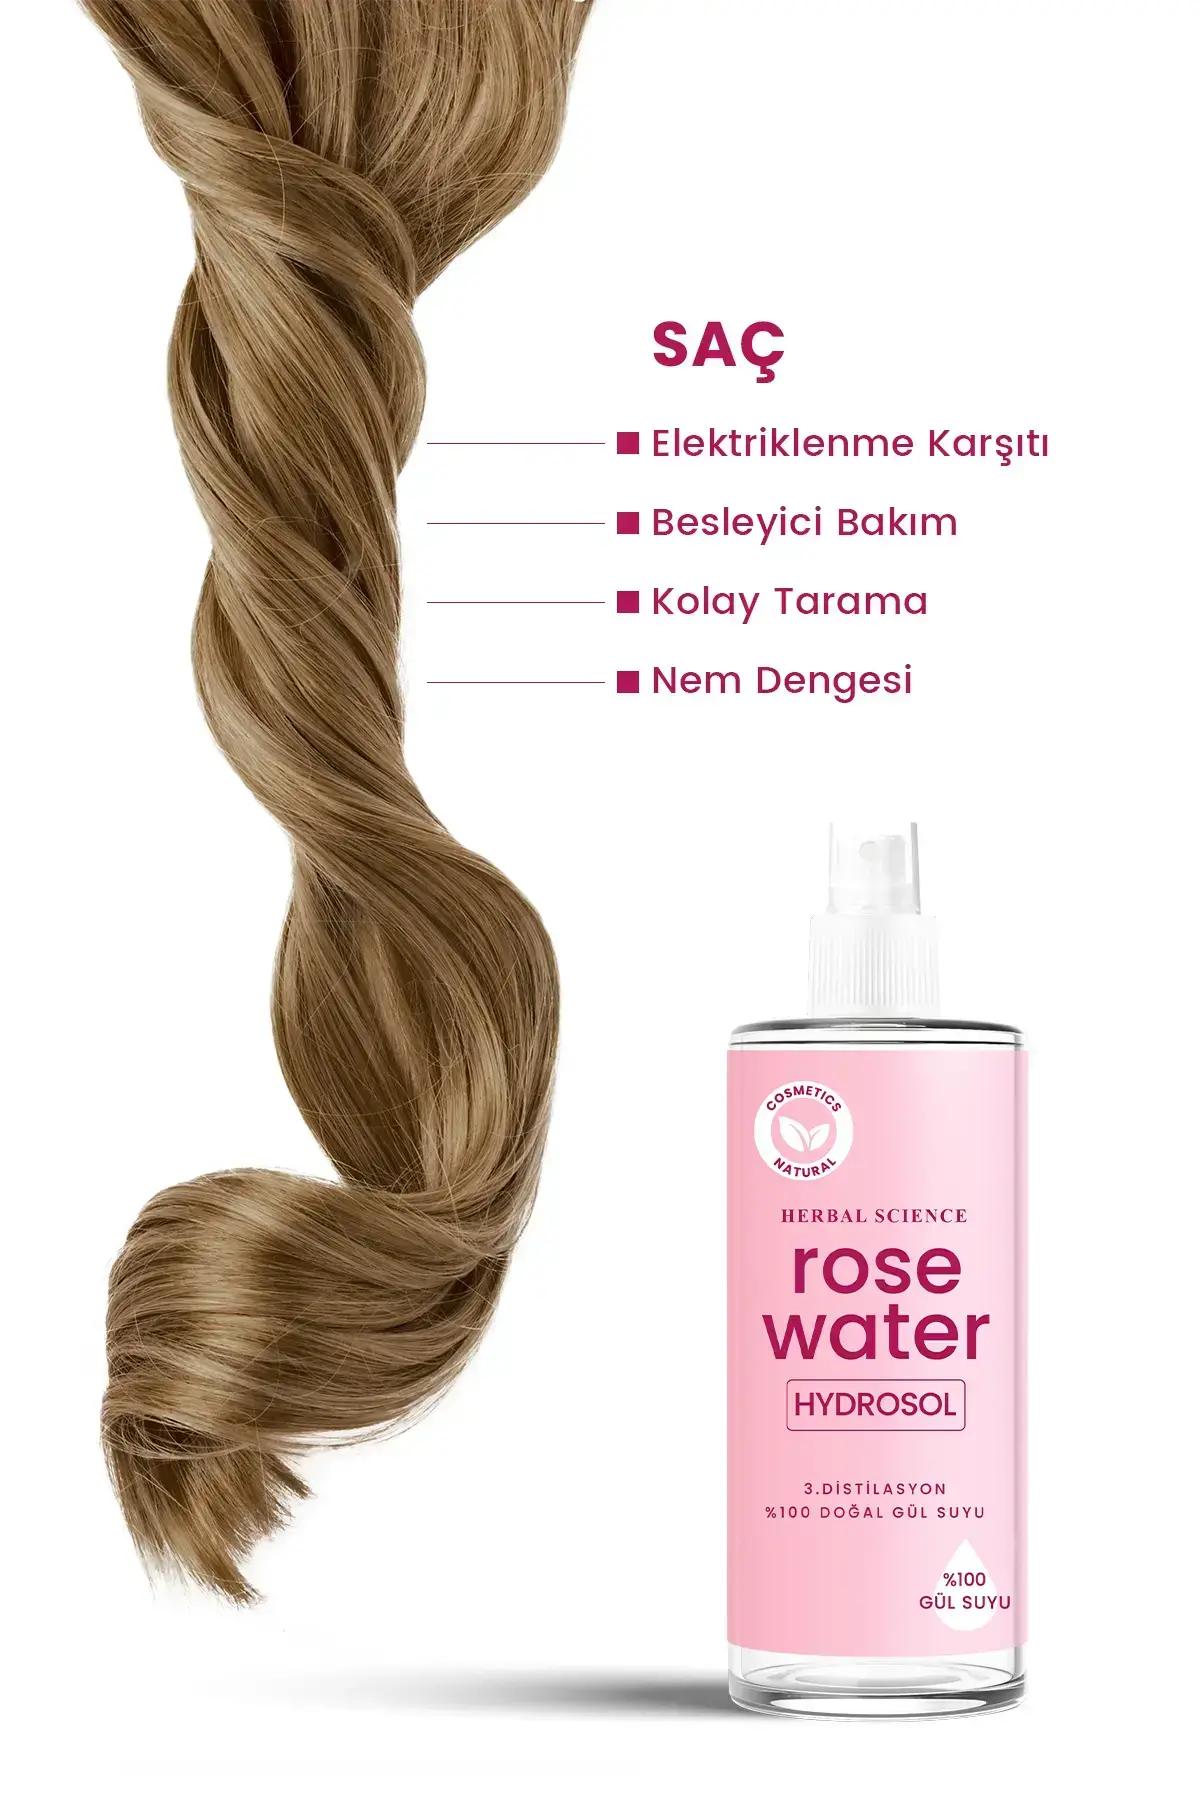 SAÇ
Elektriklenme Karşıtı
Besleyici Bakım
Kolay Tarama
Nem Dengesi
COSMETICS
NATURAL
HERBAL SCIENCE
rose
water
HYDROSOL
3.DİSTİLASYON
%100 DOĞAL GÜL SUYU
%100
GÜL SUYU